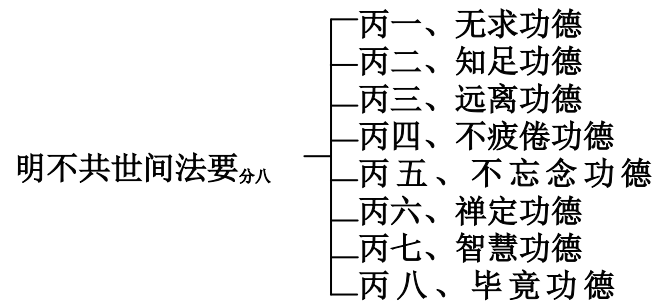 丙一、无求功德
丙二、知足功德
丙三、远离功德
丙四、不疲倦功德
明不共世间法要分八
丙五、不忘念功德
丙六、禅定功德
丙七、智慧功德
丙八、毕竟功德